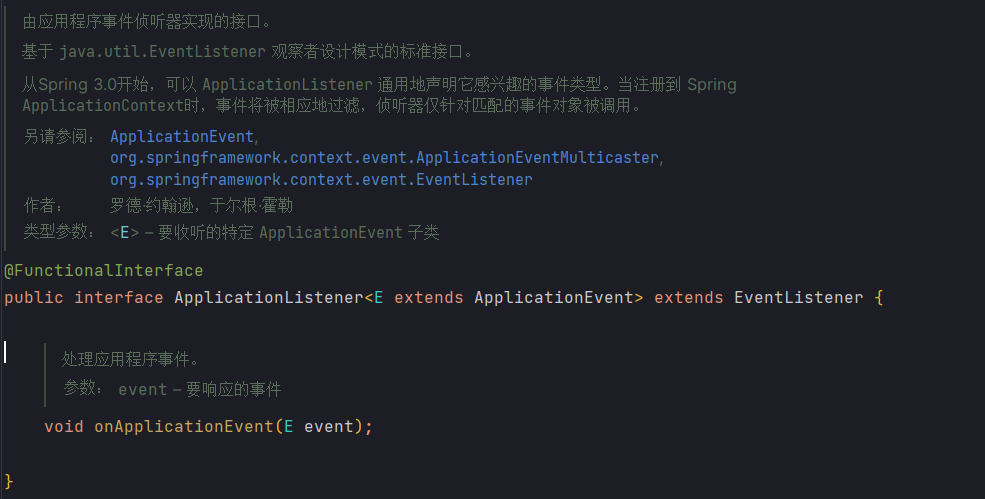 由应用程序事件侦听器实现的接口。
基于 java.util.EventListener 观察者设计模式的标准接口。
从Spring 3.0开始，可以 ApplicationListener 通用地声明它感兴趣的事件类型。当注册到 Spring
ApplicationContext时，事件将被相应地过滤，侦听器仅针对匹配的事件对象被调用。
另请参阅： ApplicationEvent,
org.springframework.context.event.ApplicationEventMulticaster,
org.springframework.context.event.EventListener
作者： 罗德·约翰逊，于尔根·霍勒
类型参数： <E> – 要收听的特定 ApplicationEvent 子类
@FunctionalInterface
public interface ApplicationListener<E extends ApplicationEvent> extends EventListener {
处理应用程序事件。
参数： event – 要响应的事件
void onApplicationEvent(E event);
}